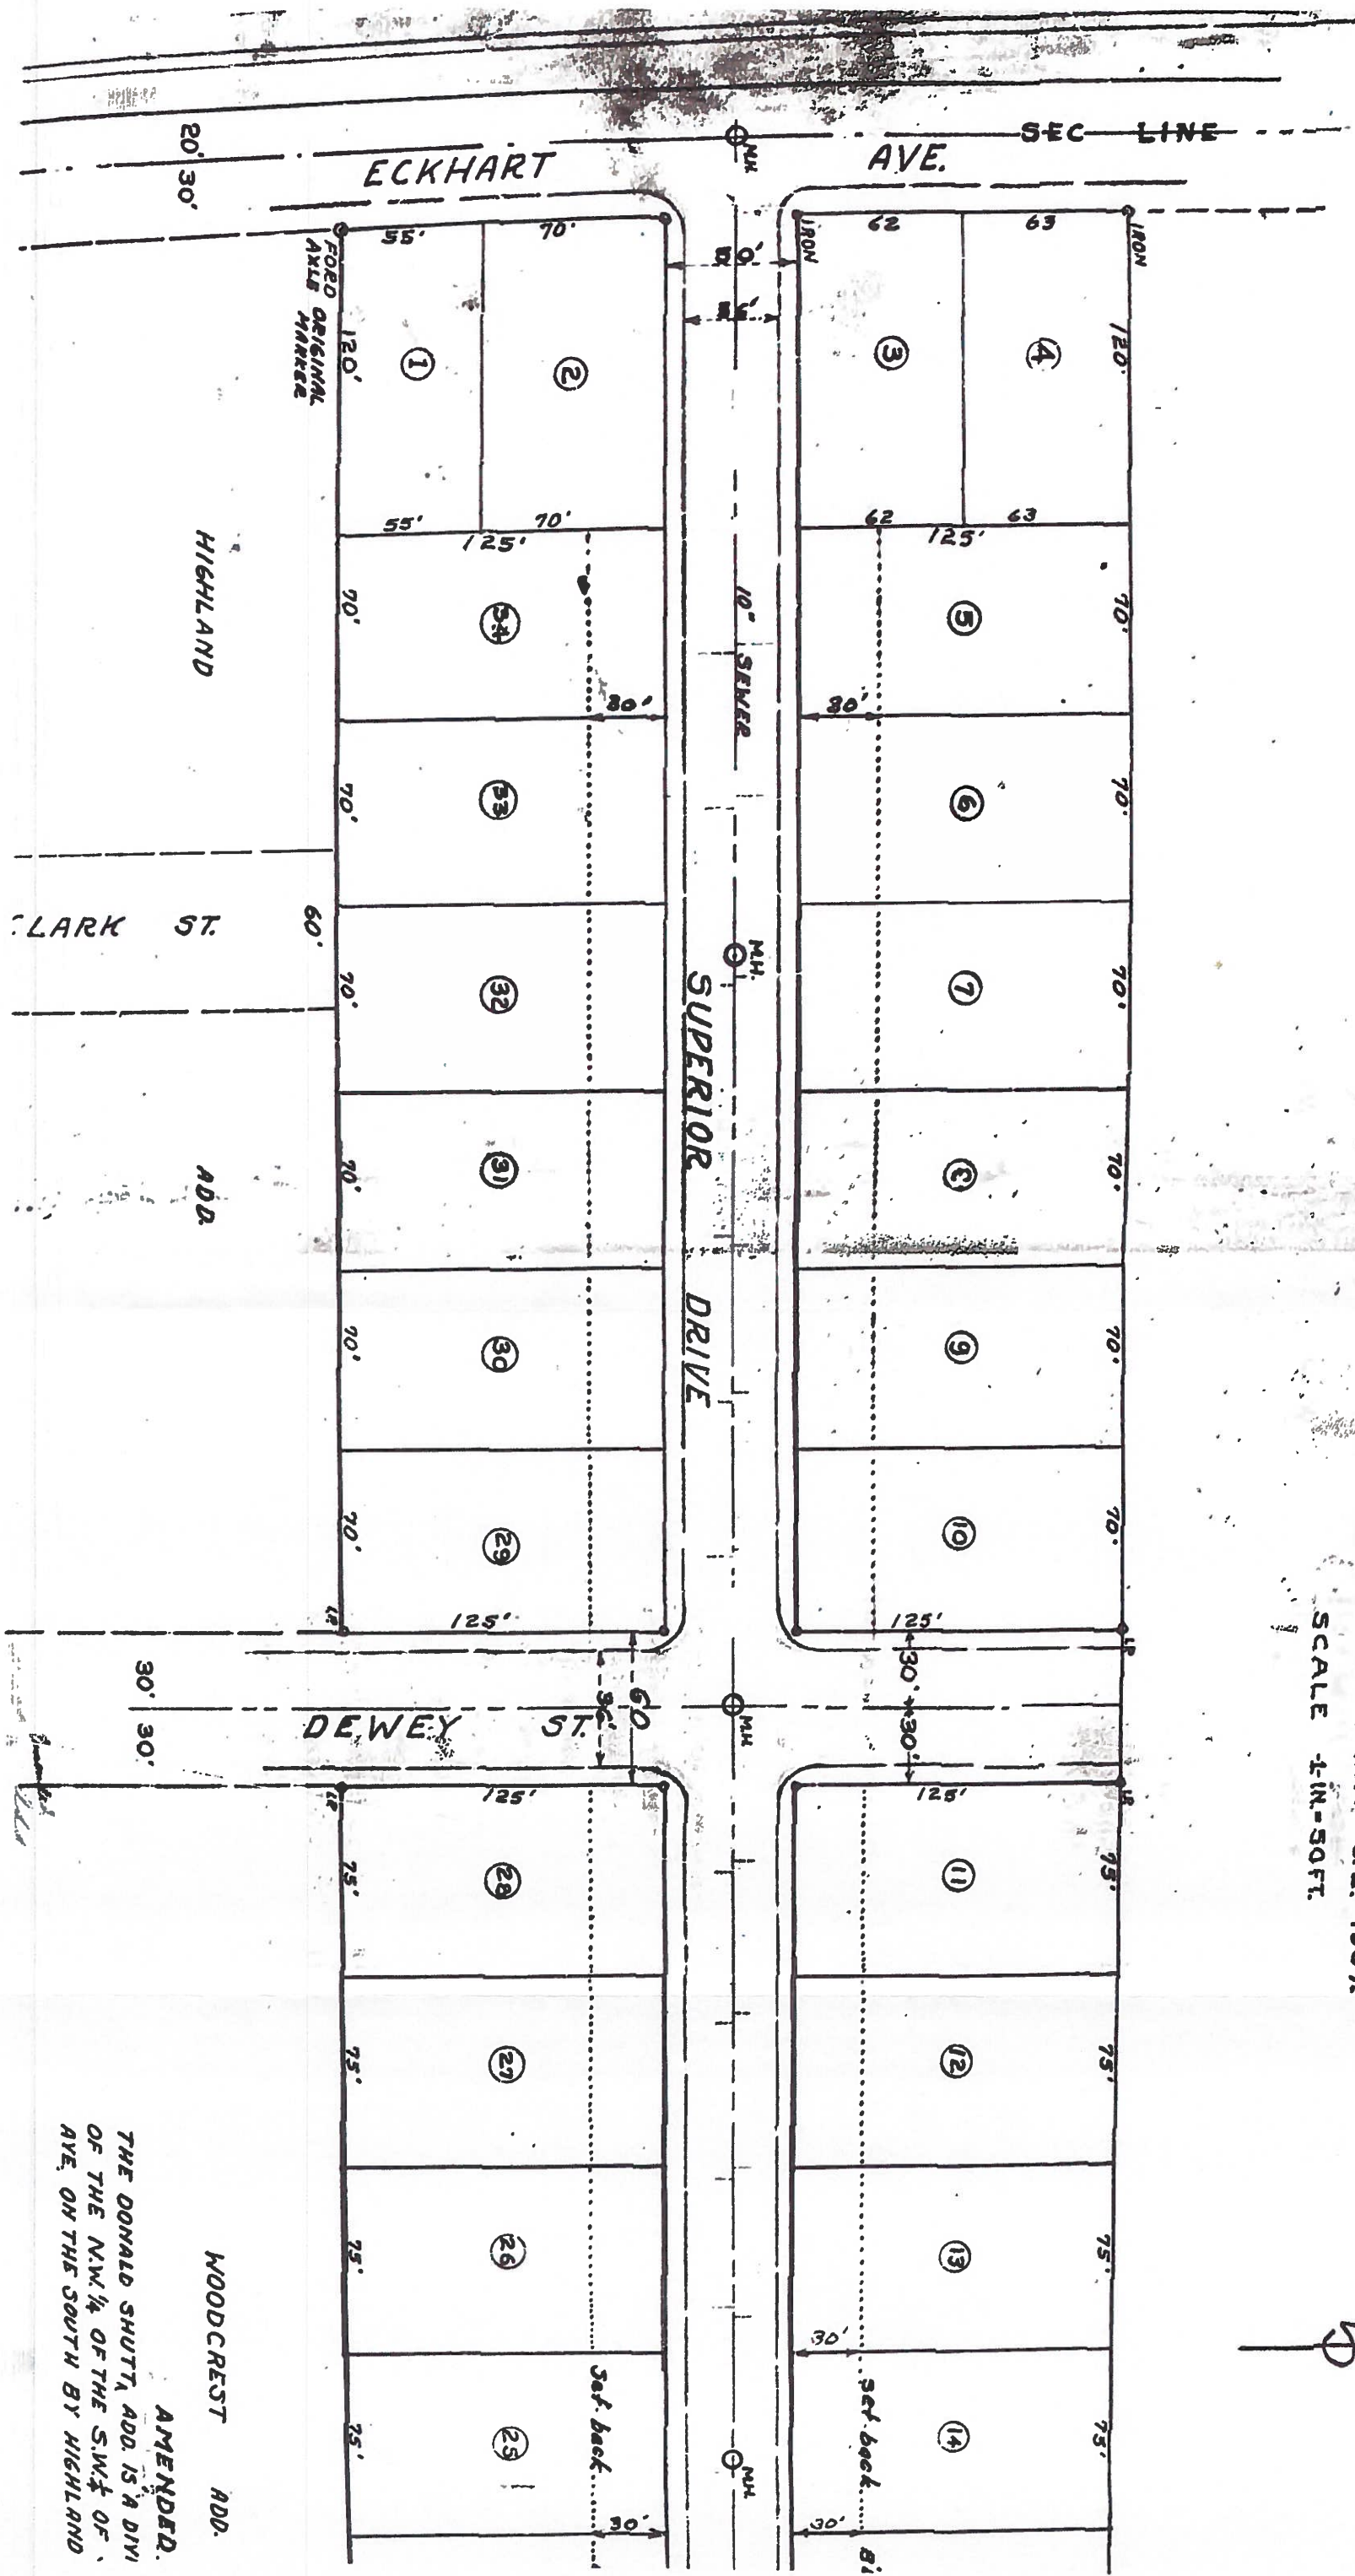 SEC LINE
ECKHART AVE.
M.H.
20' 30'
55' 70' 62 63
IRON
IRON
FORD ORIGINAL
AXLE MARKER
120'
120'
1
2
3
4
55' 70' 62 63
125' 125'
HIGHLAND
ADD.
10" SEWER
70' 34 5 70'
30' 30'
70' 33 6 70'
LARK ST. 60'
M.H.
70' 32 7 70'
SUPERIOR DRIVE
70' 31 70'
70' 30 9 70'
70' 29 10 70'
I.P. 125' 125' I.P.
30' 30'
DEWEY ST.
36' 60
M.H.
30' 30'
I.P. 125' 125' I.P.
75' 28 11 75'
75' 27 12 75'
75' 26 13 75'
30'
Set-back
set-back
75' 25 14 75'
M.H.
30' 30'
SCALE 1-IN=50FT.
WOODCREST ADD.
AMENDED.
THE DONALD SHUTT, ADD. IS A DIVI
OF THE N.W.¼ OF THE S.W.¼ OF
AVE. ON THE SOUTH BY HIGHLAND